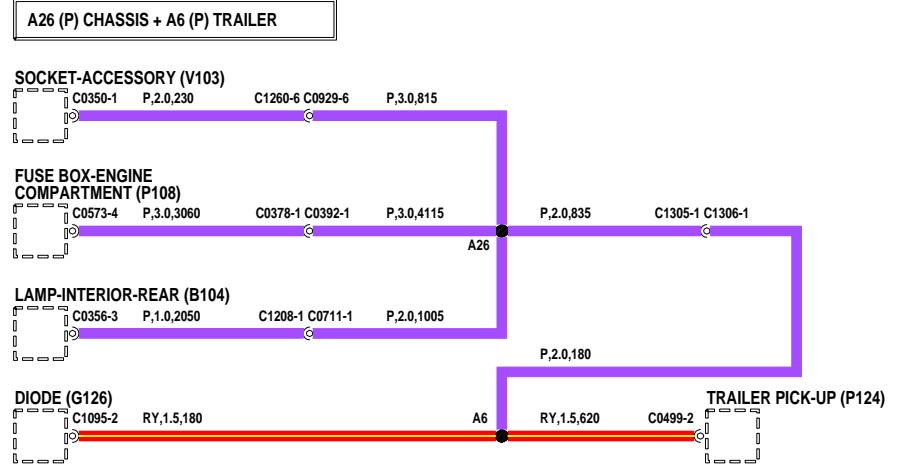 A26 (P) CHASSIS + A6 (P) TRAILER
SOCKET-ACCESSORY (V103)
C0350-1 P,2.0,230 C1260-6 C0929-6 P,3.0,815
FUSE BOX-ENGINE
COMPARTMENT (P108)
C0573-4 P,3.0,3060 C0378-1 C0392-1 P,3.0,4115 P,2.0,835 C1305-1 C1306-1
A26
LAMP-INTERIOR-REAR (B104)
C0356-3 P,1.0,2050 C1208-1 C0711-1 P,2.0,1005
P,2.0,180
DIODE (G126) TRAILER PICK-UP (P124)
C1095-2 RY,1.5,180 A6 RY,1.5,620 C0499-2